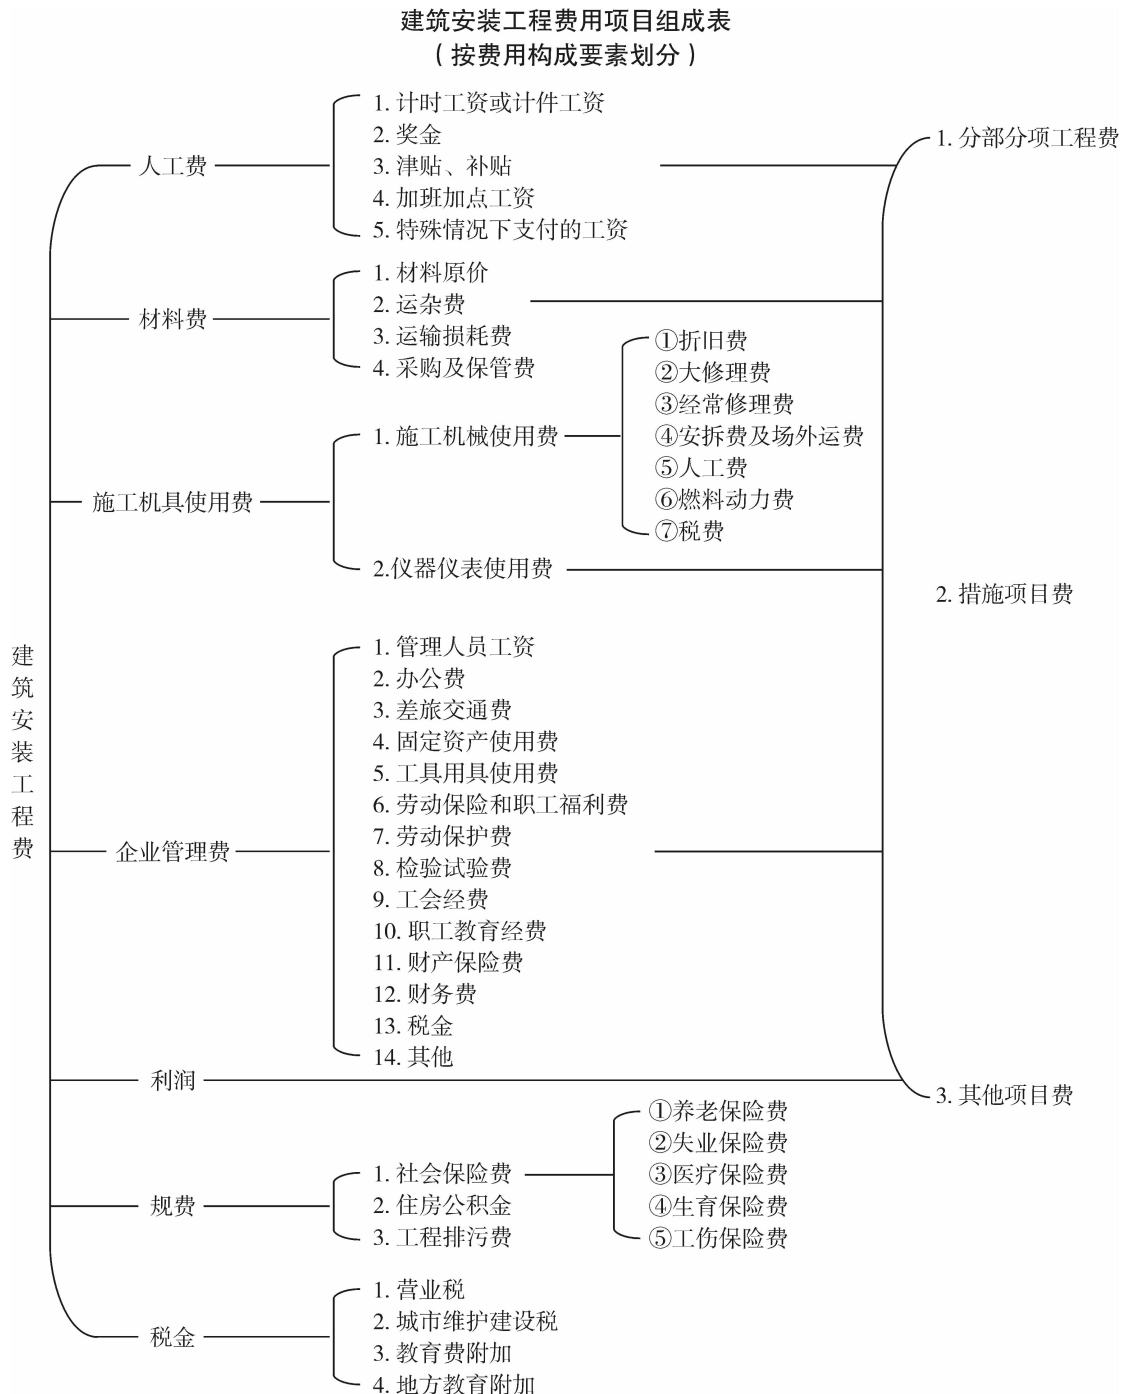 建筑安装工程费用项目组成表
（按费用构成要素划分）
建筑安装工程费
人工费
1. 计时工资或计件工资
2. 奖金
3. 津贴、补贴
4. 加班加点工资
5. 特殊情况下支付的工资
材料费
1. 材料原价
2. 运杂费
3. 运输损耗费
4. 采购及保管费
施工机具使用费
1. 施工机械使用费
①折旧费
②大修理费
③经常修理费
④安拆费及场外运费
⑤人工费
⑥燃料动力费
⑦税费
2.仪器仪表使用费
企业管理费
1. 管理人员工资
2. 办公费
3. 差旅交通费
4. 固定资产使用费
5. 工具用具使用费
6. 劳动保险和职工福利费
7. 劳动保护费
8. 检验试验费
9. 工会经费
10. 职工教育经费
11. 财产保险费
12. 财务费
13. 税金
14. 其他
利润
规费
1. 社会保险费
①养老保险费
②失业保险费
③医疗保险费
④生育保险费
⑤工伤保险费
2. 住房公积金
3. 工程排污费
税金
1. 营业税
2. 城市维护建设税
3. 教育费附加
4. 地方教育附加
1. 分部分项工程费
2. 措施项目费
3. 其他项目费